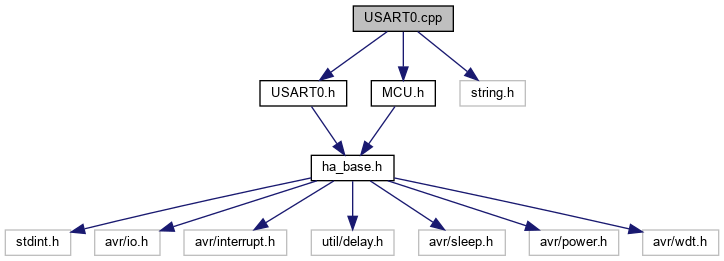 USART0.cpp
USART0.h
MCU.h
string.h
ha_base.h
stdint.h
avr/io.h
avr/interrupt.h
util/delay.h
avr/sleep.h
avr/power.h
avr/wdt.h